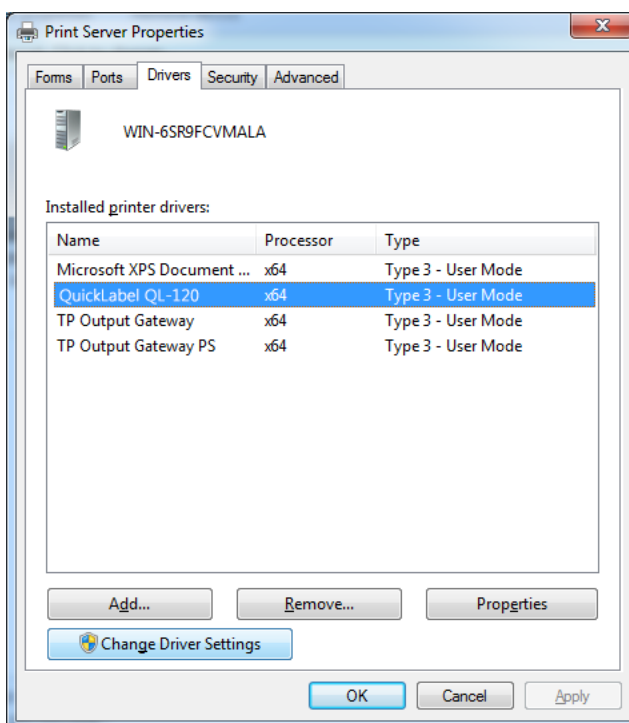 Print Server Properties
Forms Ports Drivers Security Advanced
WIN-6SR9FCVMALA
Installed printer drivers:
Name Processor Type
Microsoft XPS Document ... x64 Type 3 - User Mode
QuickLabel QL-120 x64 Type 3 - User Mode
TP Output Gateway x64 Type 3 - User Mode
TP Output Gateway PS x64 Type 3 - User Mode
Add... Remove... Properties
Change Driver Settings
OK Cancel Apply